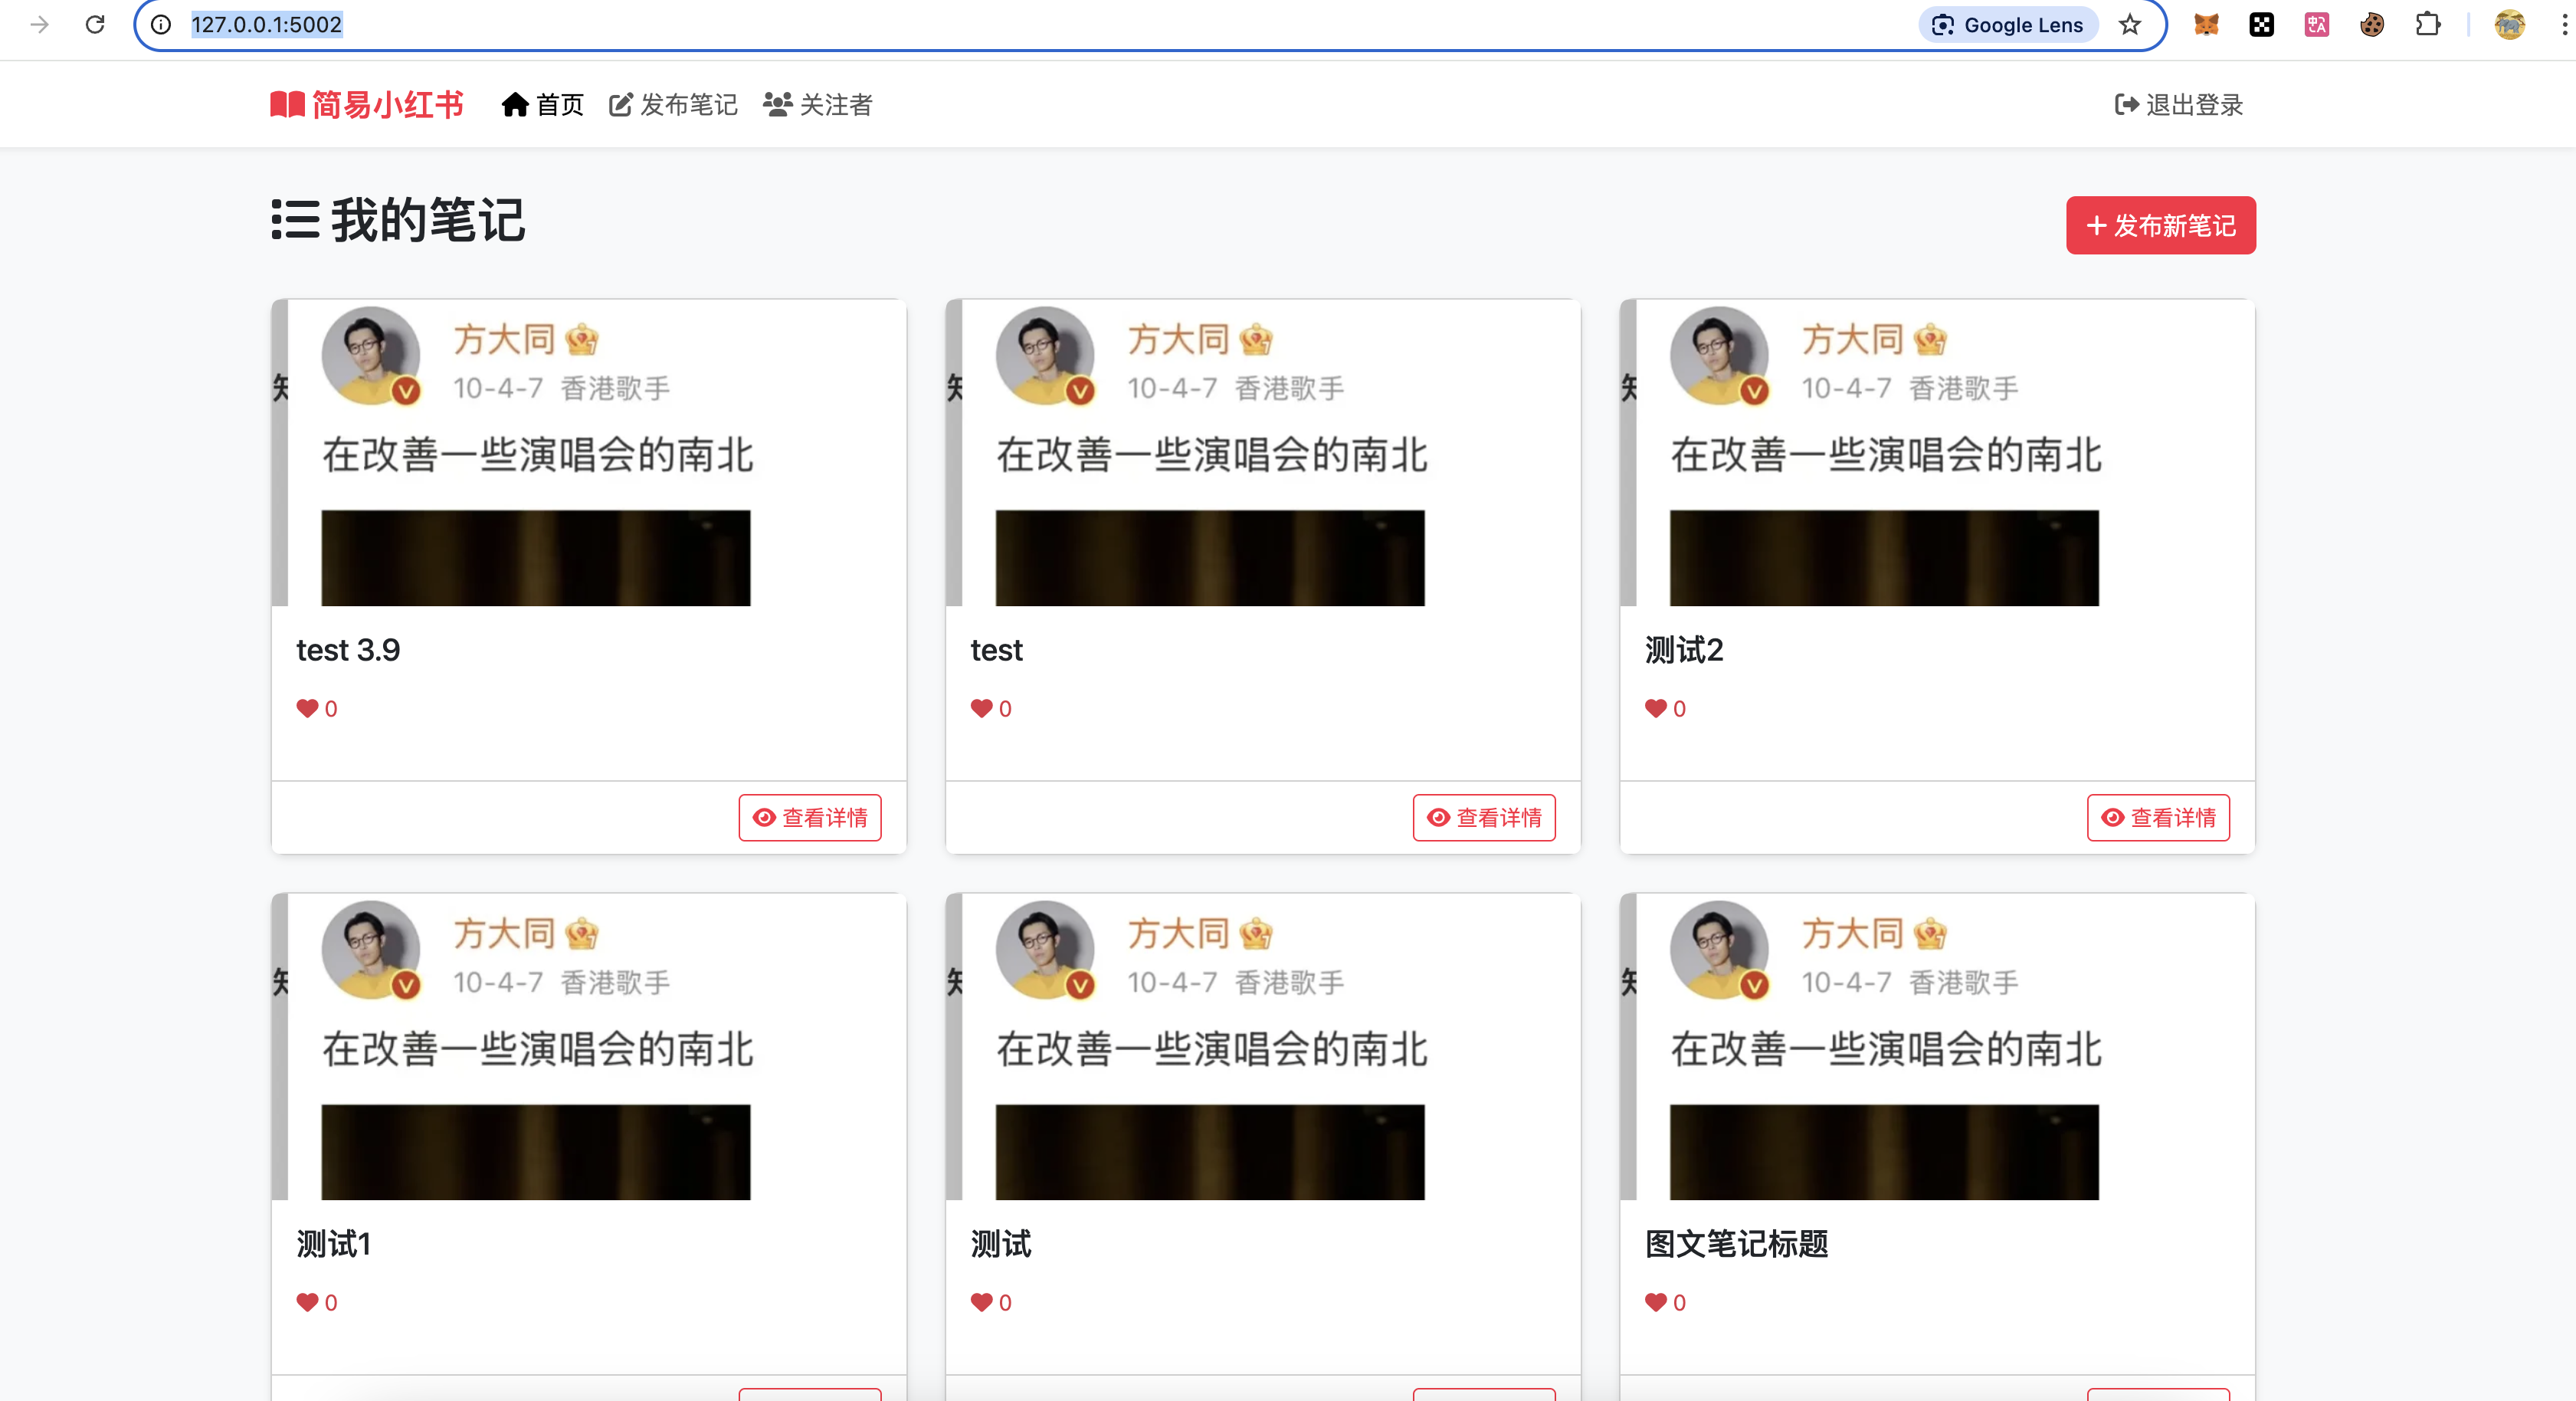 127.0.0.1:5002
Google Lens
简易小红书 首页 发布笔记 关注者 退出登录
我的笔记
+ 发布新笔记
方大同
10-4-7 香港歌手
在改善一些演唱会的南北
test 3.9
0
查看详情
方大同
10-4-7 香港歌手
在改善一些演唱会的南北
test
0
查看详情
方大同
10-4-7 香港歌手
在改善一些演唱会的南北
测试2
0
查看详情
方大同
10-4-7 香港歌手
在改善一些演唱会的南北
测试1
0
方大同
10-4-7 香港歌手
在改善一些演唱会的南北
测试
0
方大同
10-4-7 香港歌手
在改善一些演唱会的南北
图文笔记标题
0